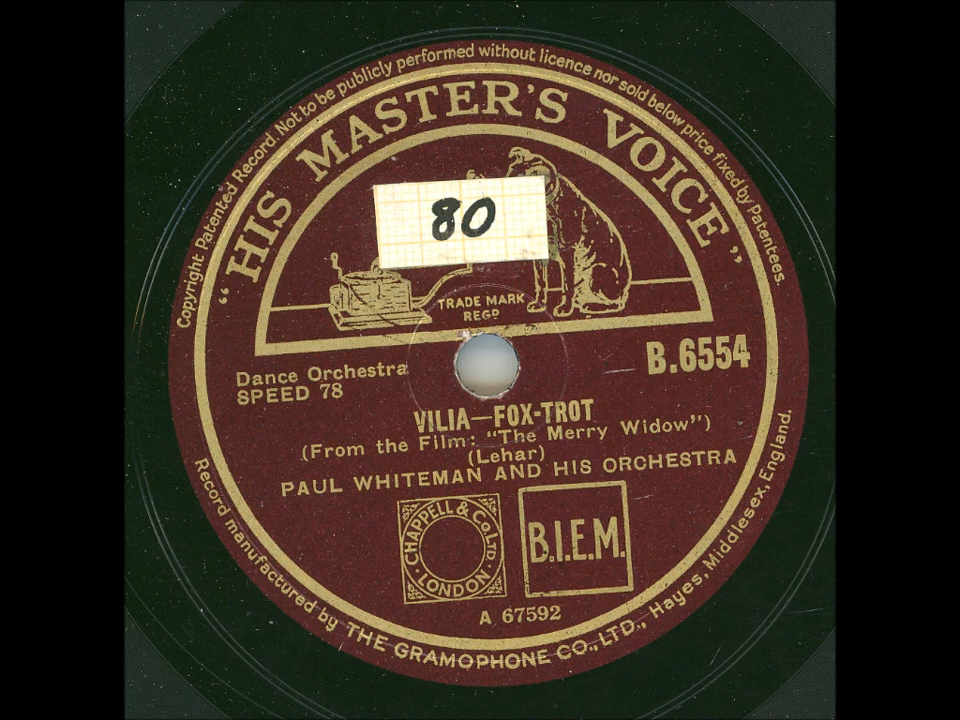 Copyright Patented Record. Not to be publicly performed without licence nor sold below price fixed by Patentees.
"HIS MASTER'S VOICE"
80
TRADE MARK
REGD
Dance Orchestra
SPEED 78
B.6554
VILIA—FOX-TROT
(From the Film: "The Merry Widow")
(Lehar)
PAUL WHITEMAN AND HIS ORCHESTRA
CHAPPELL & Co. LTD
LONDON
B.I.E.M.
A 67592
Record manufactured by THE GRAMOPHONE CO., LTD., Hayes, Middlesex, England.